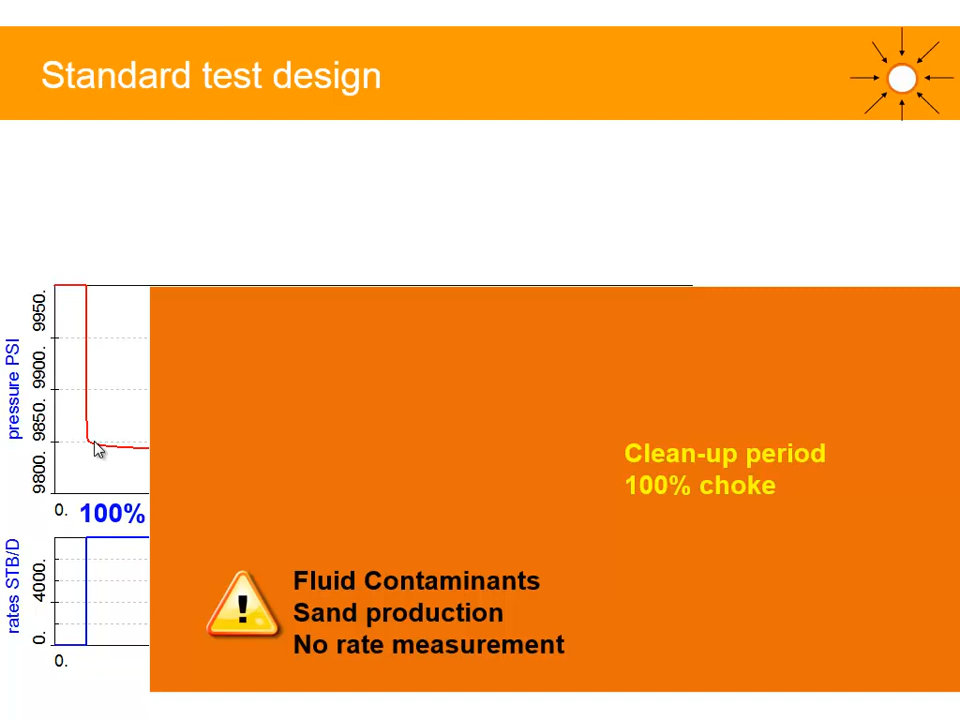 Standard test design
pressure PSI
9950.
9900.
9850.
9800.
0.
100%
rates STB/D
4000.
0.
0.
Clean-up period
100% choke
!
Fluid Contaminants
Sand production
No rate measurement